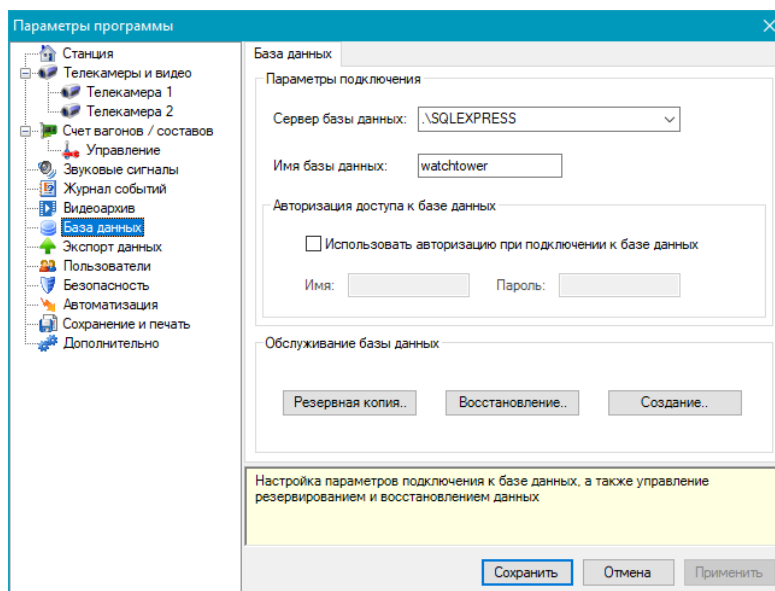 Параметры программы
Станция
Телекамеры и видео
Телекамера 1
Телекамера 2
Счет вагонов / составов
Управление
Звуковые сигналы
Журнал событий
Видеоархив
База данных
Экспорт данных
Пользователи
Безопасность
Автоматизация
Сохранение и печать
Дополнительно
База данных
Параметры подключения
Сервер базы данных: .\SQLEXPRESS
Имя базы данных: watchtower
Авторизация доступа к базе данных
Использовать авторизацию при подключении к базе данных
Имя: Пароль:
Обслуживание базы данных
Резервная копия.. Восстановление.. Создание..
Настройка параметров подключения к базе данных, а также управление
резервированием и восстановлением данных
Сохранить Отмена Применить